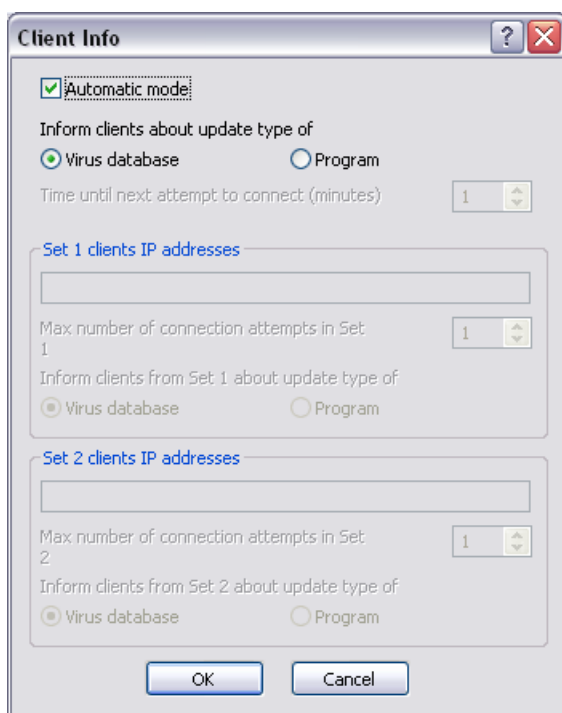 Client Info
Automatic mode
Inform clients about update type of
Virus database Program
Time until next attempt to connect (minutes) 1
Set 1 clients IP addresses
Max number of connection attempts in Set 1
1
Inform clients from Set 1 about update type of
Virus database Program
Set 2 clients IP addresses
Max number of connection attempts in Set 1
2
Inform clients from Set 2 about update type of
Virus database Program
OK Cancel